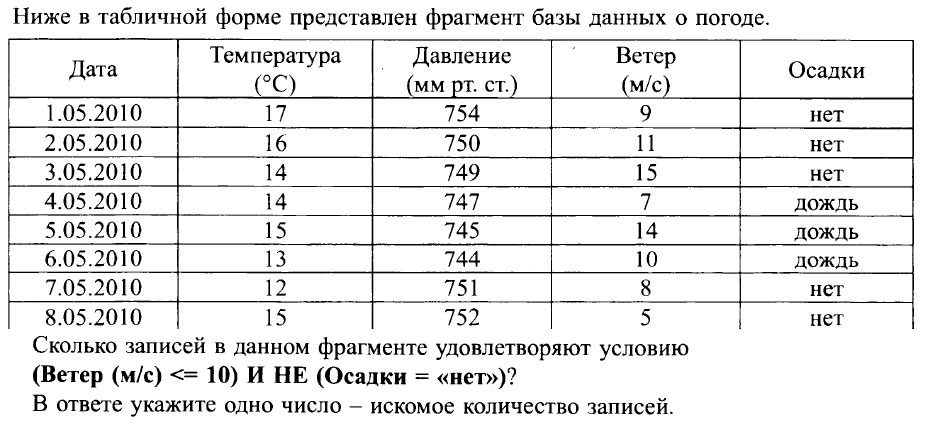 Ниже в табличной форме представлен фрагмент базы данных о погоде.
Дата Температура (°C) Давление (мм рт. ст.) Ветер (м/с) Осадки
1.05.2010 17 754 9 нет
2.05.2010 16 750 11 нет
3.05.2010 14 749 15 нет
4.05.2010 14 747 7 дождь
5.05.2010 15 745 14 дождь
6.05.2010 13 744 10 дождь
7.05.2010 12 751 8 нет
8.05.2010 15 752 5 нет
Сколько записей в данном фрагменте удовлетворяют условию
(Ветер (м/с) <= 10) И НЕ (Осадки = «нет»)?
В ответе укажите одно число – искомое количество записей.